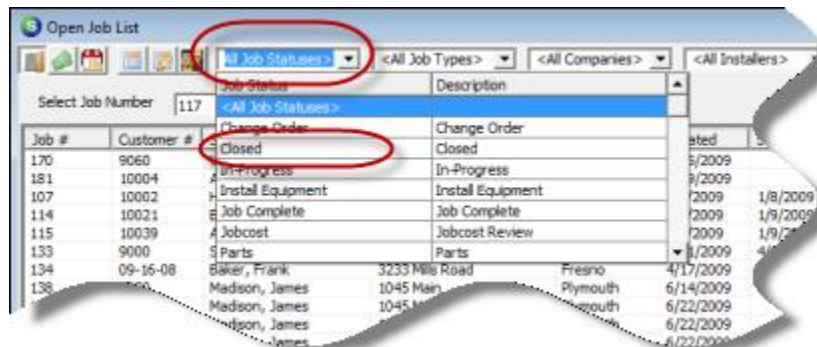 Open Job List
All Job Statuses> <All Job Types> <All Companies> <All Installers>
Job Status Description
Select Job Number 117 <All Job Statuses>
Change Order Change Order
Job # Customer # Closed Closed
170 9060 In-Progress In-Progress /2009
181 10004 Install Equipment Install Equipment /2009
107 10002 Job Complete Job Complete /2009 1/8/2009
114 10021 Jobcost Jobcost Review /2009 1/9/2009
115 10039 Parts Parts /2009
133 9000
134 09-16-08 Baker, Frank 3233 Mills Road Fresno 4/17/2009
138 Madison, James 1045 Main Plymouth 6/14/2009
Madison, James 1045 M 6/22/2009
James 6/22/2009
6/22/2009